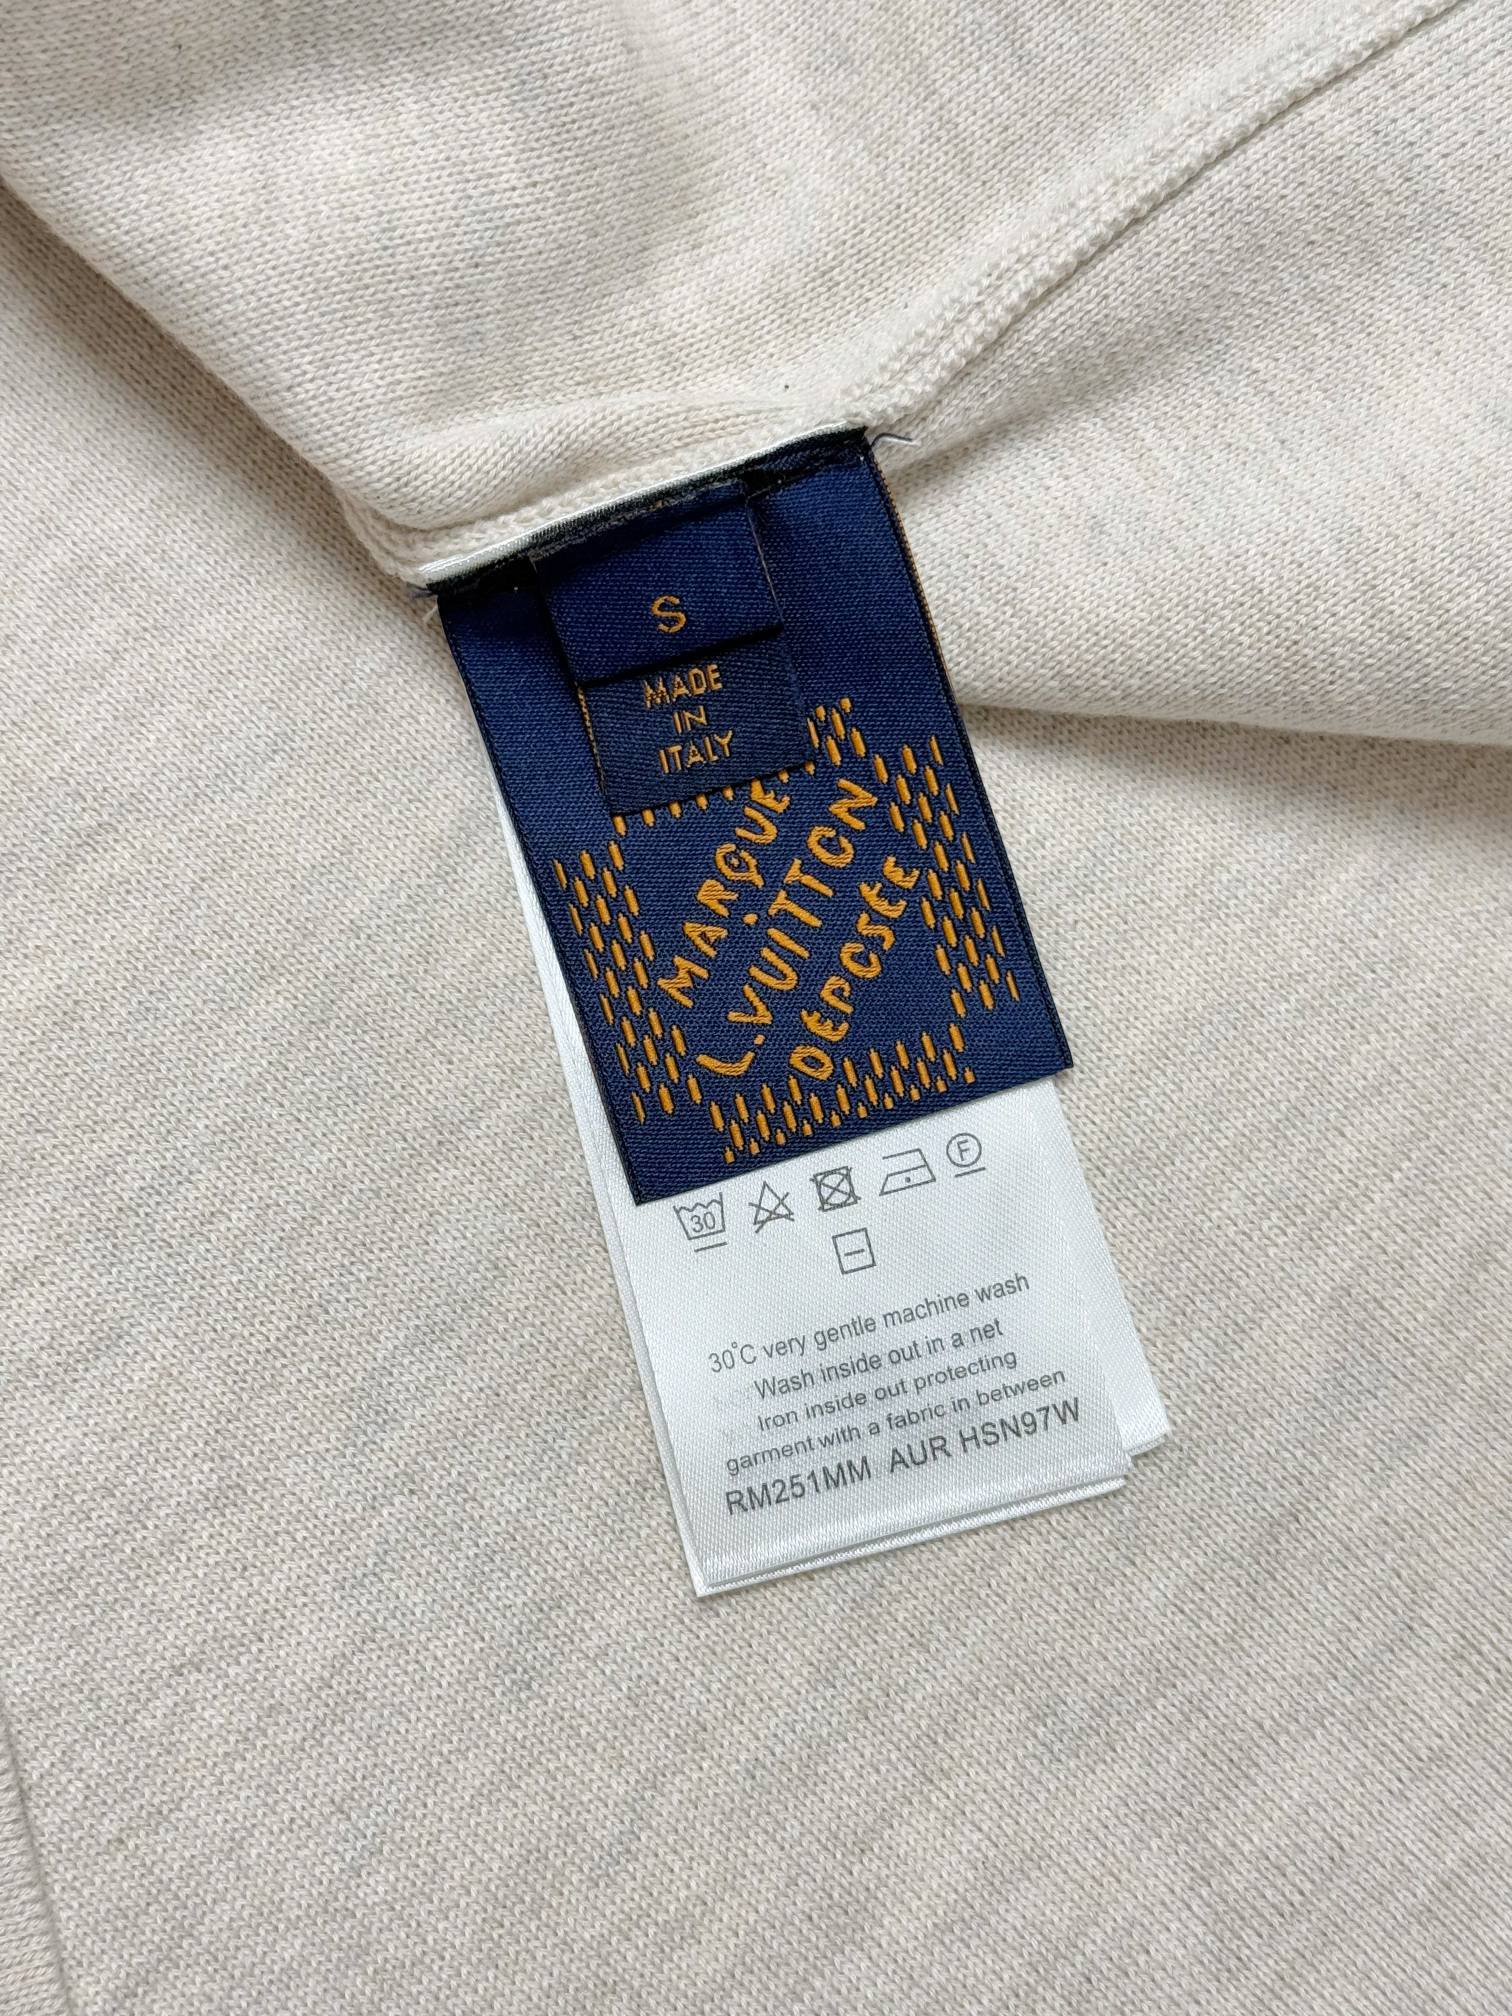 S
MADE
IN
ITALY
MARQUE
L.VUITTON
DÉPOSÉE
30
F
30°C very gentle machine wash
Wash inside out in a net
Iron inside out protecting
garment with a fabric in between
RM251MM AUR HSN97W